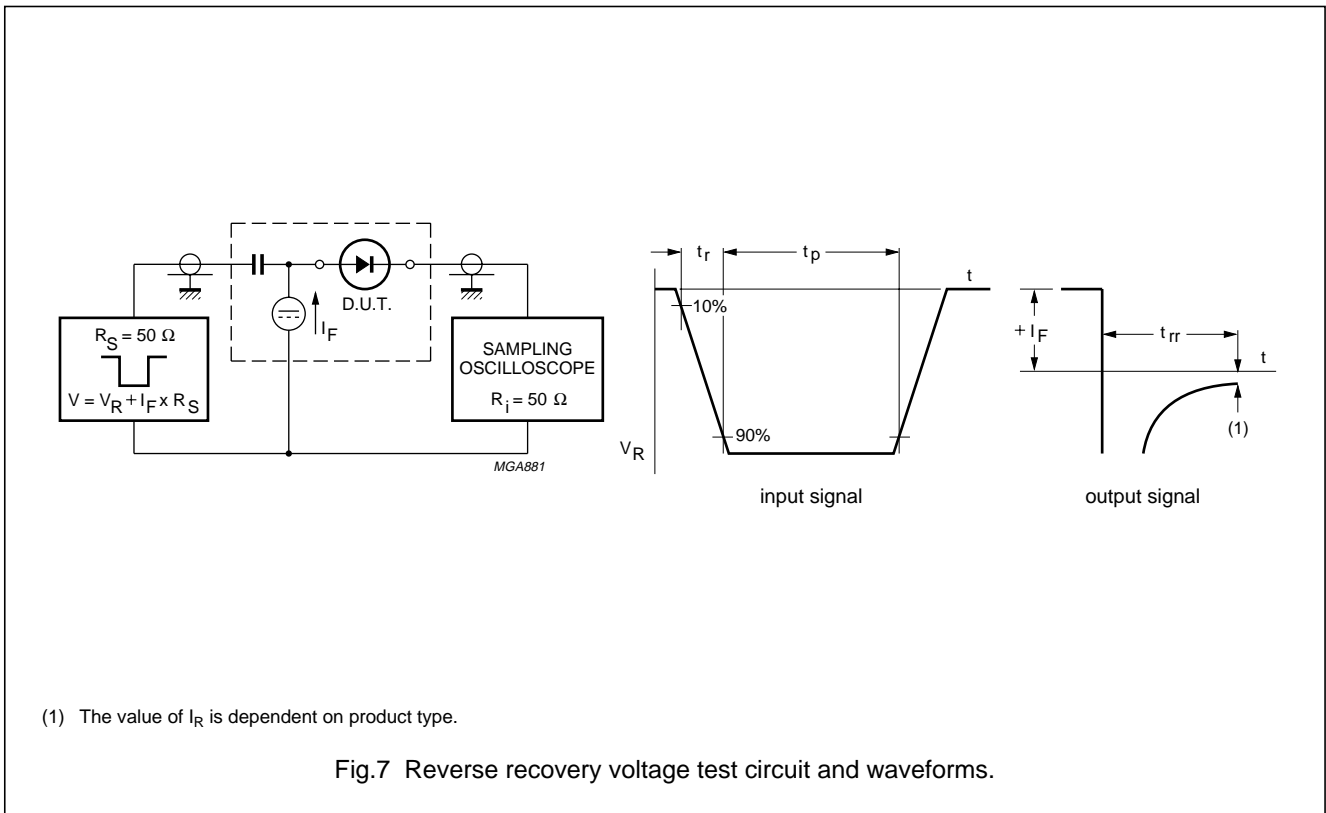 R_S = 50 Ω
V = V_R + I_F x R_S
I_F
D.U.T.
MGA881
SAMPLING
OSCILLOSCOPE
R_i = 50 Ω
t_r
t_p
t
10%
90%
V_R
input signal
+ I_F
t_rr
t
(1)
output signal
(1) The value of I_R is dependent on product type.
Fig.7 Reverse recovery voltage test circuit and waveforms.